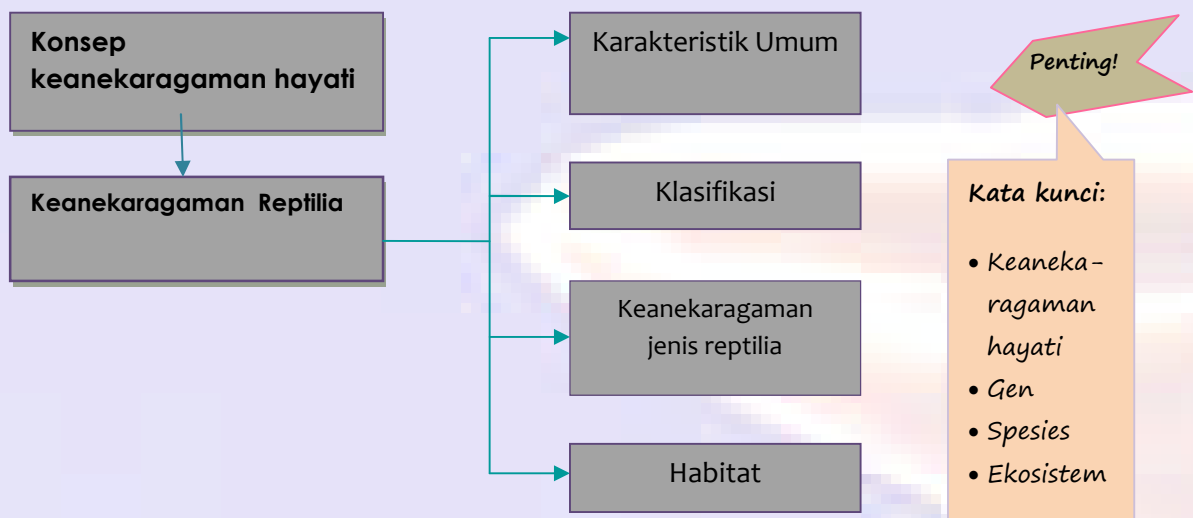 Konsep
keanekaragaman hayati
Keanekaragaman Reptilia
Karakteristik Umum
Klasifikasi
Keanekaragaman
jenis reptilia
Habitat
Penting!
Kata kunci:
• Keaneka-
ragaman
hayati
• Gen
• Spesies
• Ekosistem